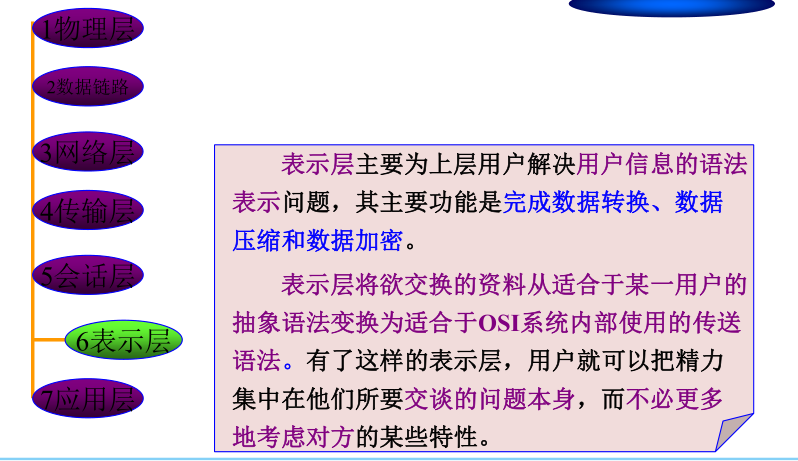 1物理层
2数据链路
3网络层
4传输层
5会话层
6表示层
7应用层
表示层主要为上层用户解决用户信息的语法
表示问题，其主要功能是完成数据转换、数据
压缩和数据加密。
表示层将欲交换的资料从适合于某一用户的
抽象语法变换为适合于OSI系统内部使用的传送
语法。有了这样的表示层，用户就可以把精力
集中在他们所要交谈的问题本身，而不必更多
地考虑对方的某些特性。